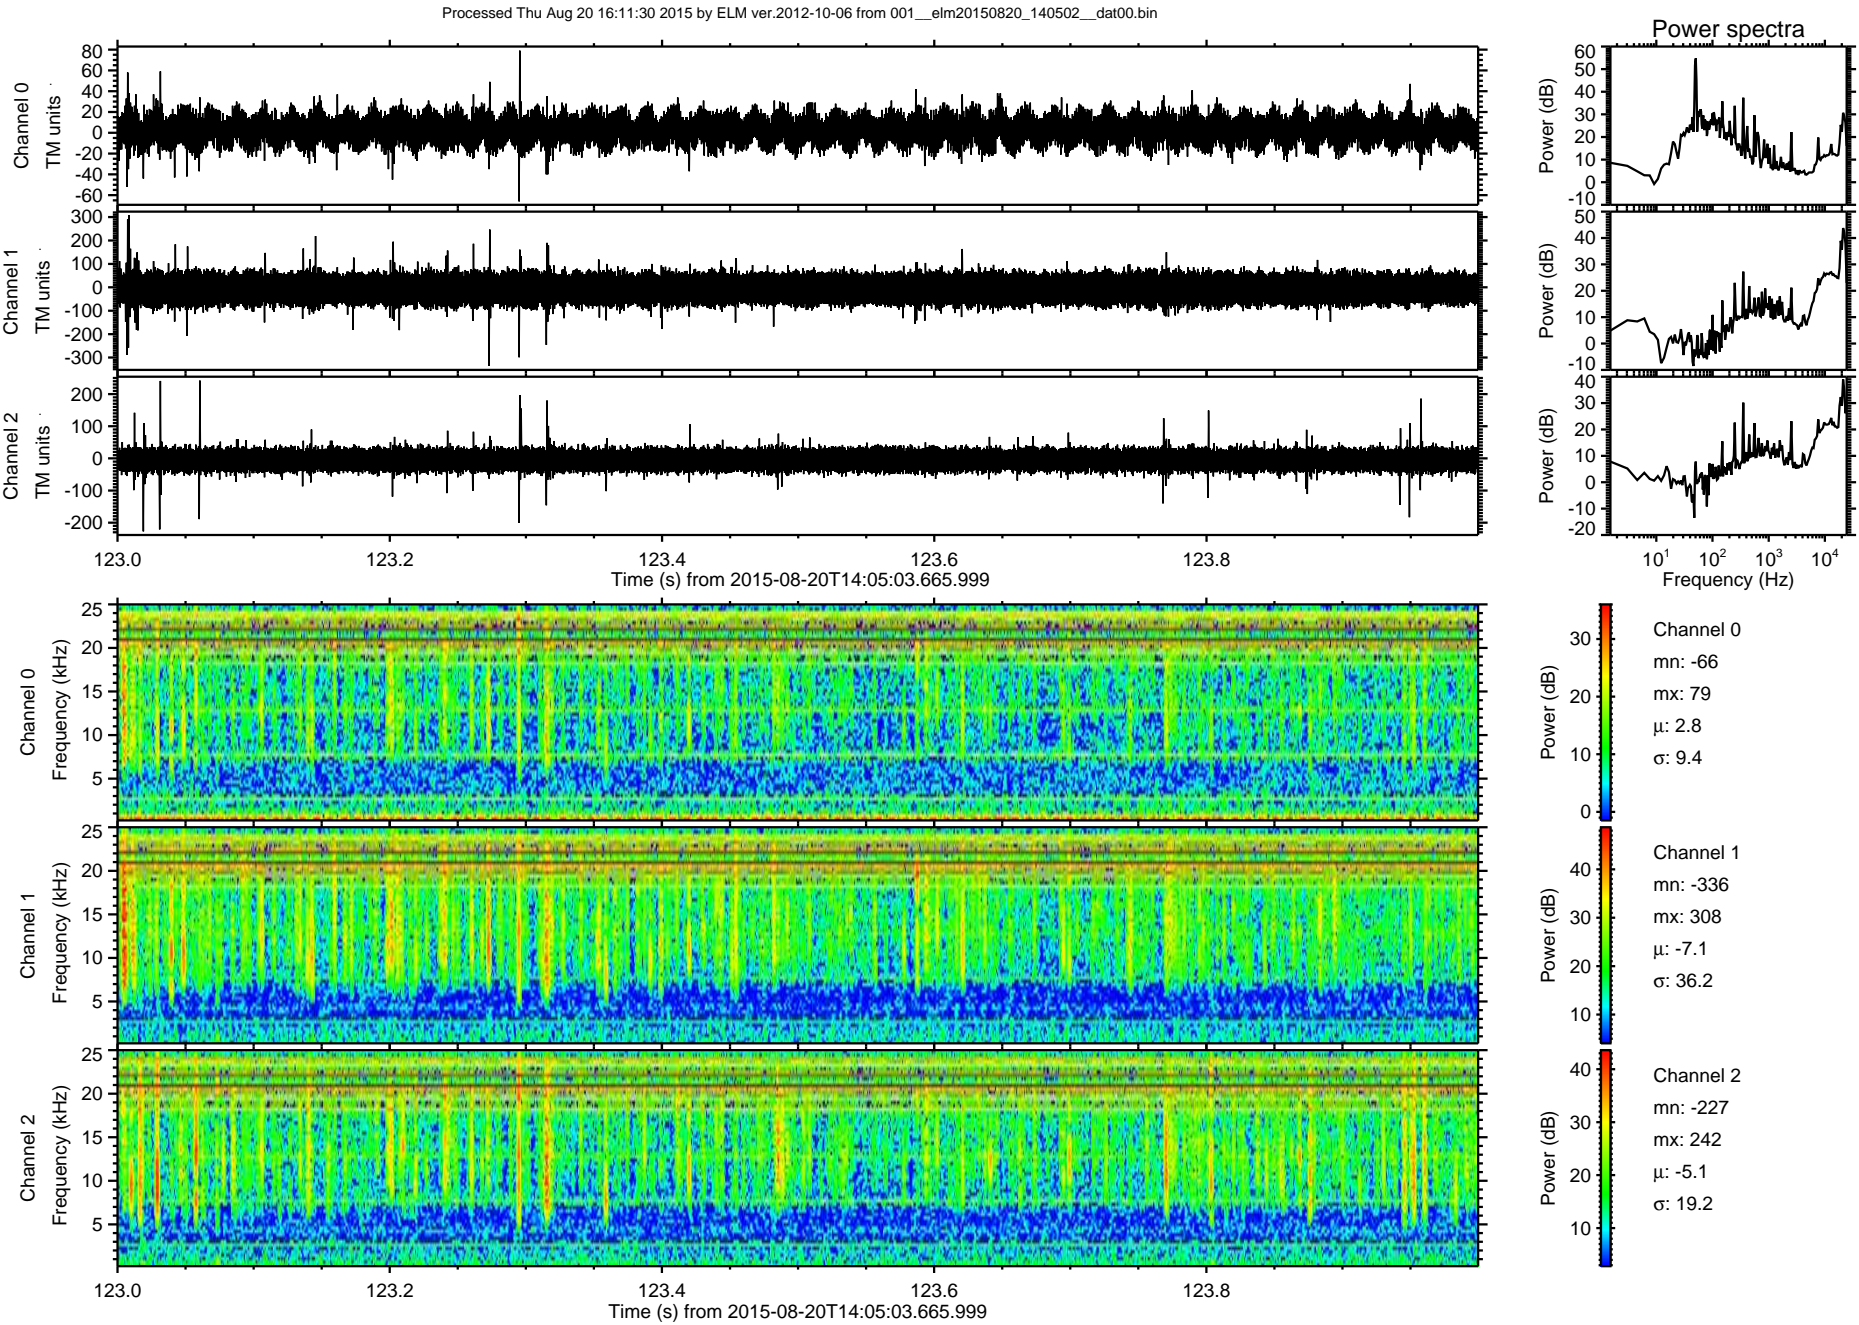 Processed Thu Aug 20 16:11:30 2015 by ELM ver.2012-10-06 from 001__elm20150820_140502__dat00.bin
Power spectra
Channel 0
TM units
80
60
40
20
0
-20
-40
-60
Power (dB)
60
50
40
30
20
10
0
-10
Channel 1
TM units
300
200
100
0
-100
-200
-300
Power (dB)
50
40
30
20
10
0
-10
Channel 2
TM units
200
100
0
-100
-200
Power (dB)
40
30
20
10
0
-10
-20
123.0 123.2 123.4 123.6 123.8
Time (s) from 2015-08-20T14:05:03.665.999
10^1 10^2 10^3 10^4
Frequency (Hz)
Channel 0
Frequency (kHz)
25
20
15
10
5
Power (dB)
30
20
10
0
Channel 0
mn: -66
mx: 79
μ: 2.8
σ: 9.4
Channel 1
Frequency (kHz)
25
20
15
10
5
Power (dB)
40
30
20
10
Channel 1
mn: -336
mx: 308
μ: -7.1
σ: 36.2
Channel 2
Frequency (kHz)
25
20
15
10
5
Power (dB)
40
30
20
10
Channel 2
mn: -227
mx: 242
μ: -5.1
σ: 19.2
123.0 123.2 123.4 123.6 123.8
Time (s) from 2015-08-20T14:05:03.665.999